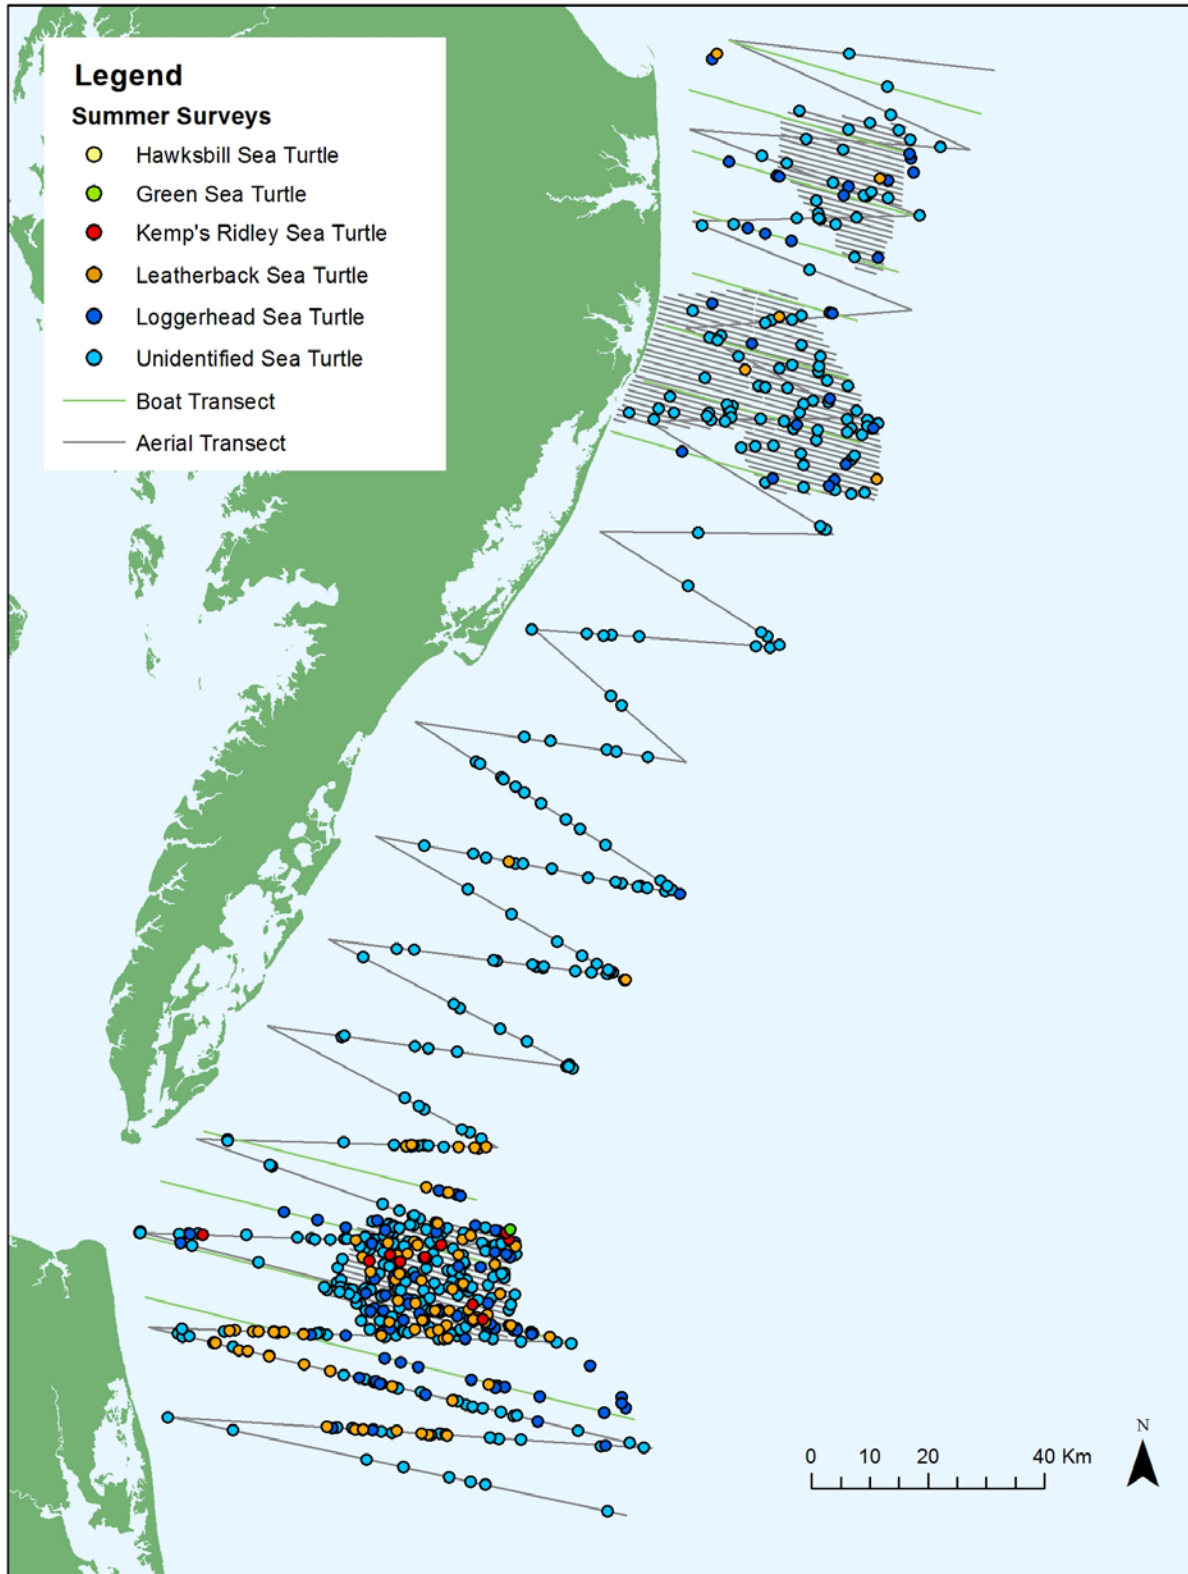 Legend
Summer Surveys
Hawksbill Sea Turtle
Green Sea Turtle
Kemp's Ridley Sea Turtle
Leatherback Sea Turtle
Loggerhead Sea Turtle
Unidentified Sea Turtle
Boat Transect
Aerial Transect
N
0 10 20 40 Km